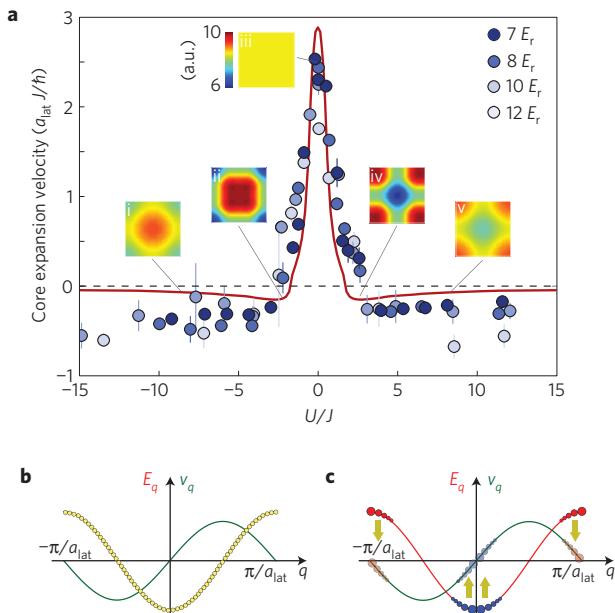 a
3
2
1
0
−1
Core expansion velocity (a_lat J/ħ)
10
6
(a.u.)
iii
7 E_r
8 E_r
10 E_r
12 E_r
i
ii
iv
v
−15
−10
−5
0
5
10
15
U/J
b
E_q
v_q
−π/a_lat
π/a_lat
q
c
E_q
v_q
−π/a_lat
π/a_lat
q